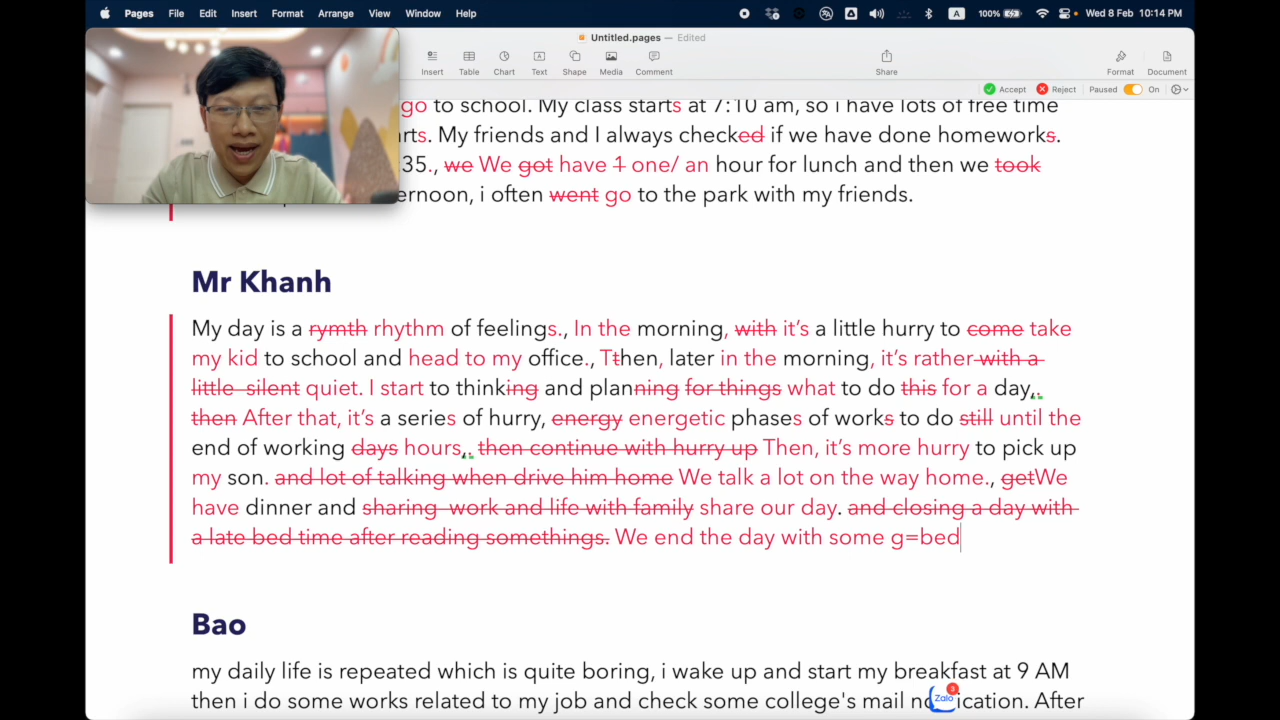 Pages File Edit Insert Format Arrange View Window Help A 100% Wed 8 Feb 10:14 PM
Untitled.pages — Edited
Insert Table Chart Text Shape Media Comment Share Format Document
Accept Reject Paused On
go to school. My class starts at 7:10 am, so i have lots of free time
rts. My friends and I always checked if we have done homeworks.
35., we We got have 1 one/ an hour for lunch and then we took
ernoon, i often went go to the park with my friends.
Mr Khanh
My day is a rymth rhythm of feelings., In the morning, with it’s a little hurry to come take
my kid to school and head to my office., Tthen, later in the morning, it’s rather with a
little silent quiet. I start to thinking and planning for things what to do this for a day,.
then After that, it’s a series of hurry, energy energetic phases of works to do still until the
end of working days hours,. then continue with hurry up Then, it’s more hurry to pick up
my son. and lot of talking when drive him home We talk a lot on the way home., getWe
have dinner and sharing work and life with family share our day. and closing a day with
a late bed time after reading somethings. We end the day with some g=bed
Bao
my daily life is repeated which is quite boring, i wake up and start my breakfast at 9 AM
then i do some works related to my job and check some college's mail ication. After
Zalo
3